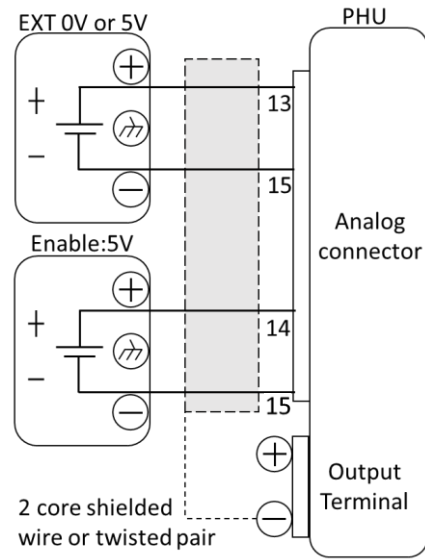 EXT 0V or 5V
PHU
+
13
+
−
15
−
Analog
connector
Enable:5V
+
14
+
−
15
−
+
Output
Terminal
−
2 core shielded
wire or twisted pair